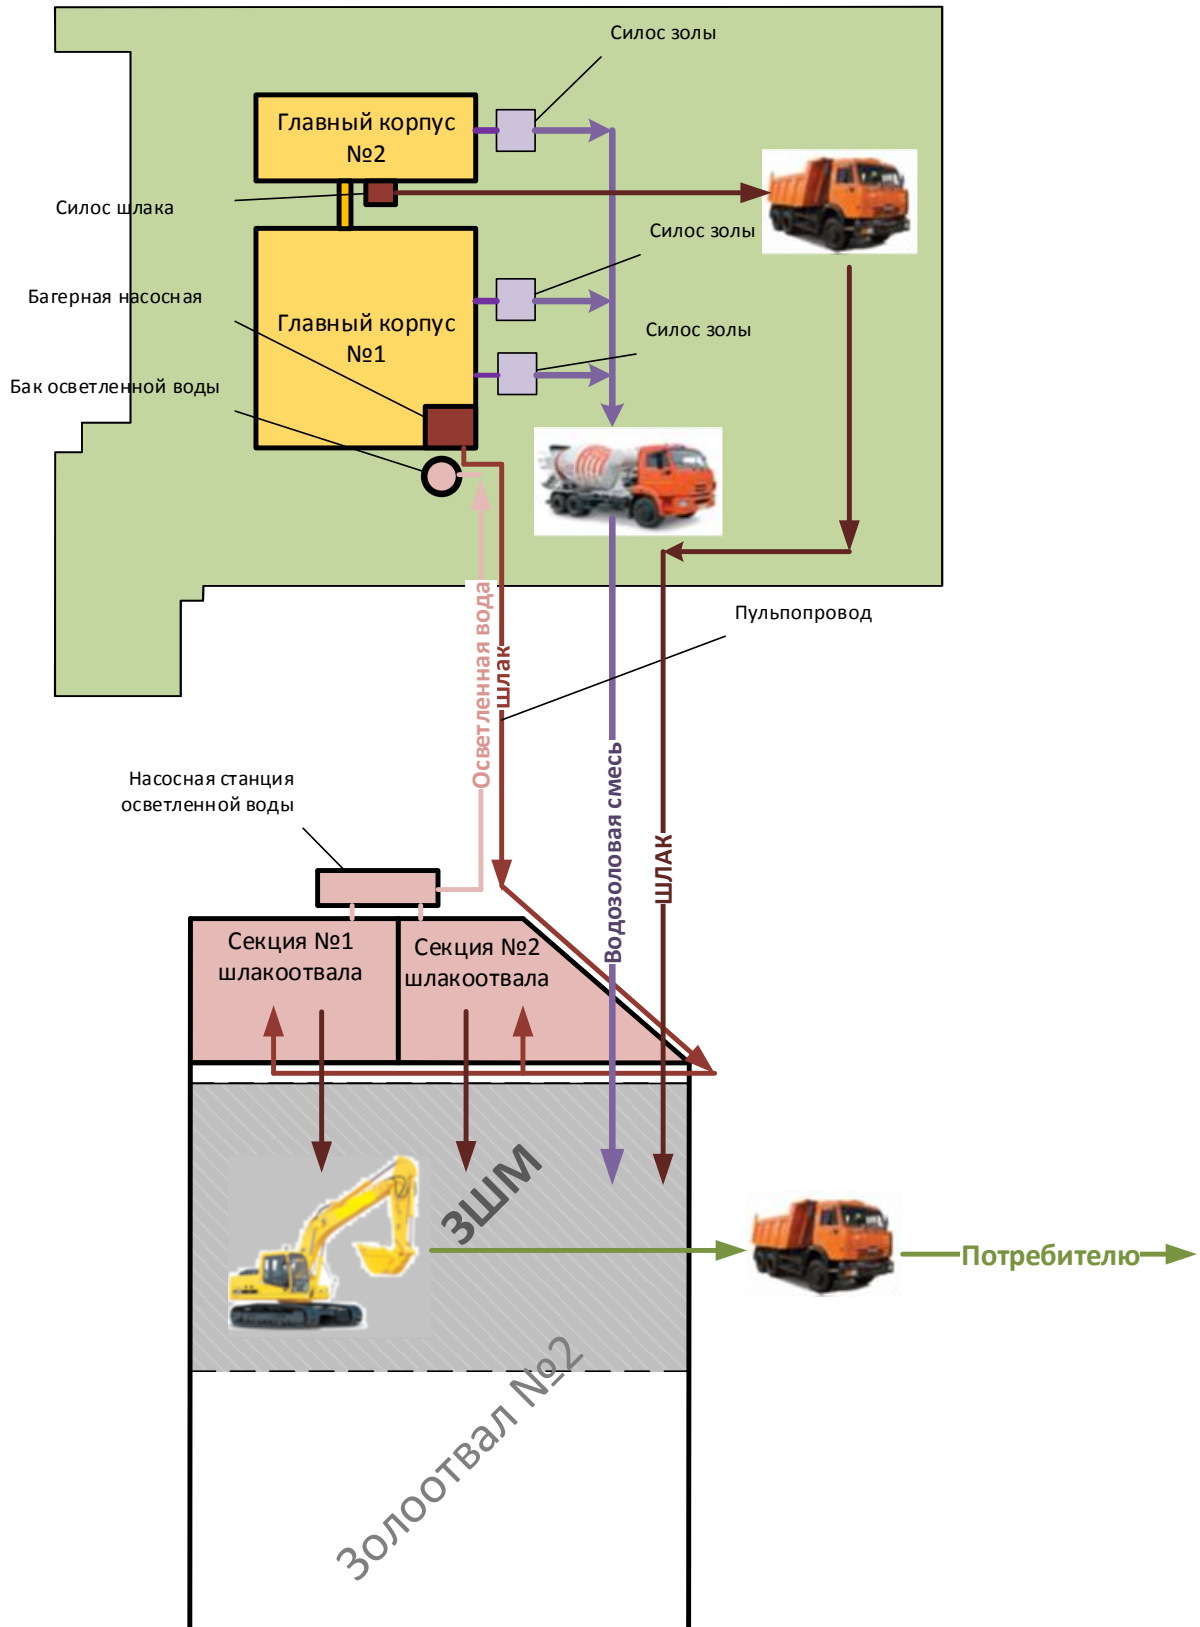 Силос золы
Главный корпус
№2
Силос шлака
Силос золы
Багерная насосная
Главный корпус
№1
Силос золы
Бак осветленной воды
Осветленная вода
Шлак
Пульпопровод
Водозоловая смесь
ШЛАК
Насосная станция
осветленной воды
Секция №1
шлакоотвала
Секция №2
шлакоотвала
ЗШМ
Потребителю
Золоотвал №2